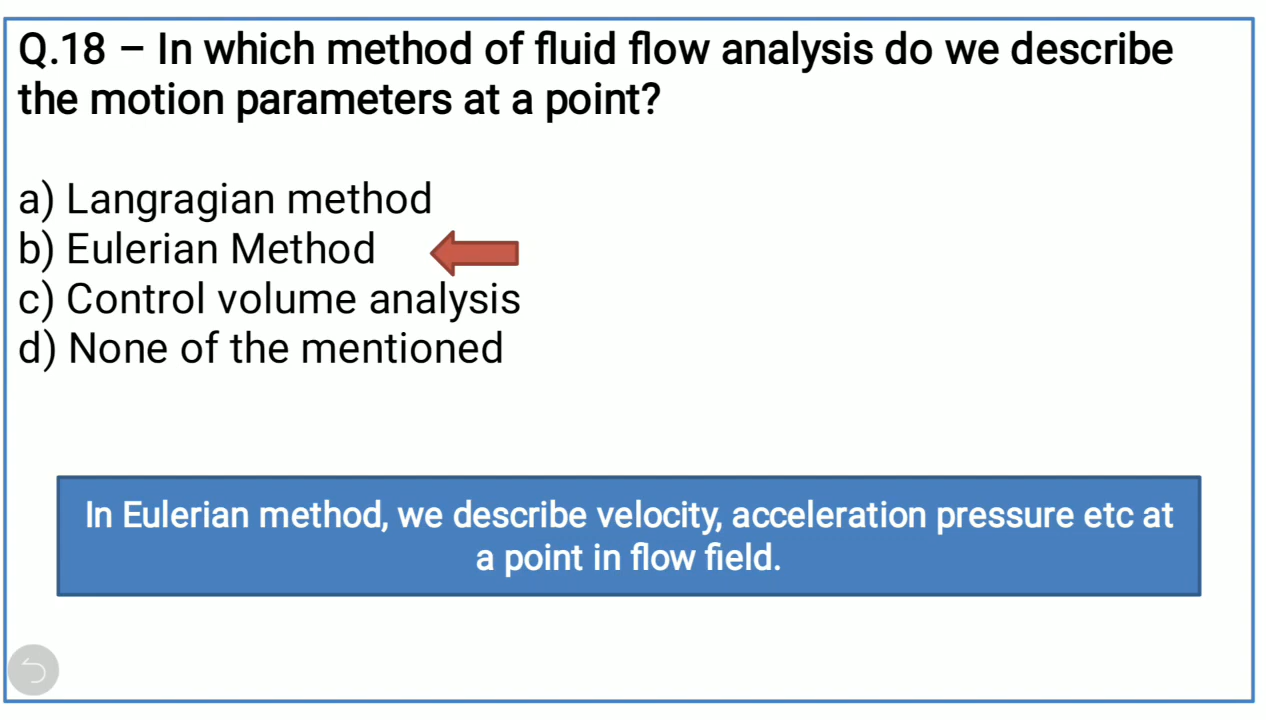 Q.18 – In which method of fluid flow analysis do we describe
the motion parameters at a point?
a) Langragian method
b) Eulerian Method
c) Control volume analysis
d) None of the mentioned
In Eulerian method, we describe velocity, acceleration pressure etc at
a point in flow field.